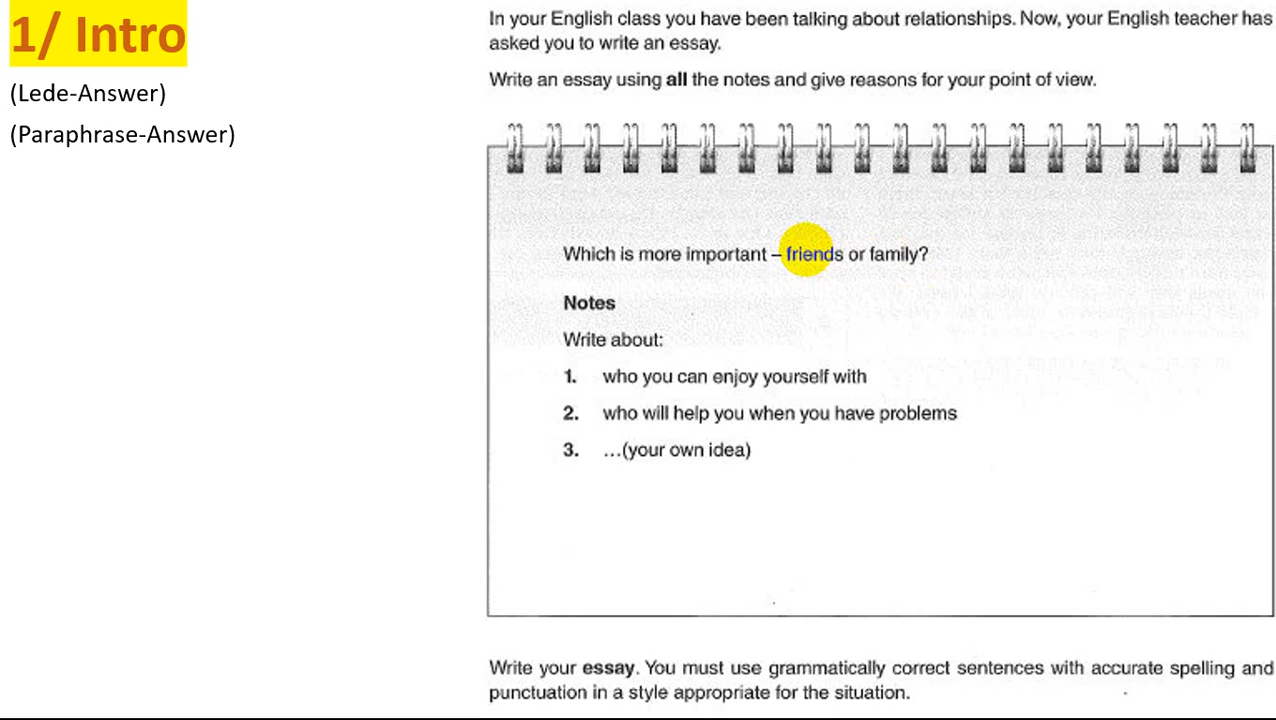 1/ Intro
(Lede-Answer)
(Paraphrase-Answer)
In your English class you have been talking about relationships. Now, your English teacher has
asked you to write an essay.
Write an essay using all the notes and give reasons for your point of view.
Which is more important – friends or family?
Notes
Write about:
1. who you can enjoy yourself with
2. who will help you when you have problems
3. …(your own idea)
Write your essay. You must use grammatically correct sentences with accurate spelling and
punctuation in a style appropriate for the situation.